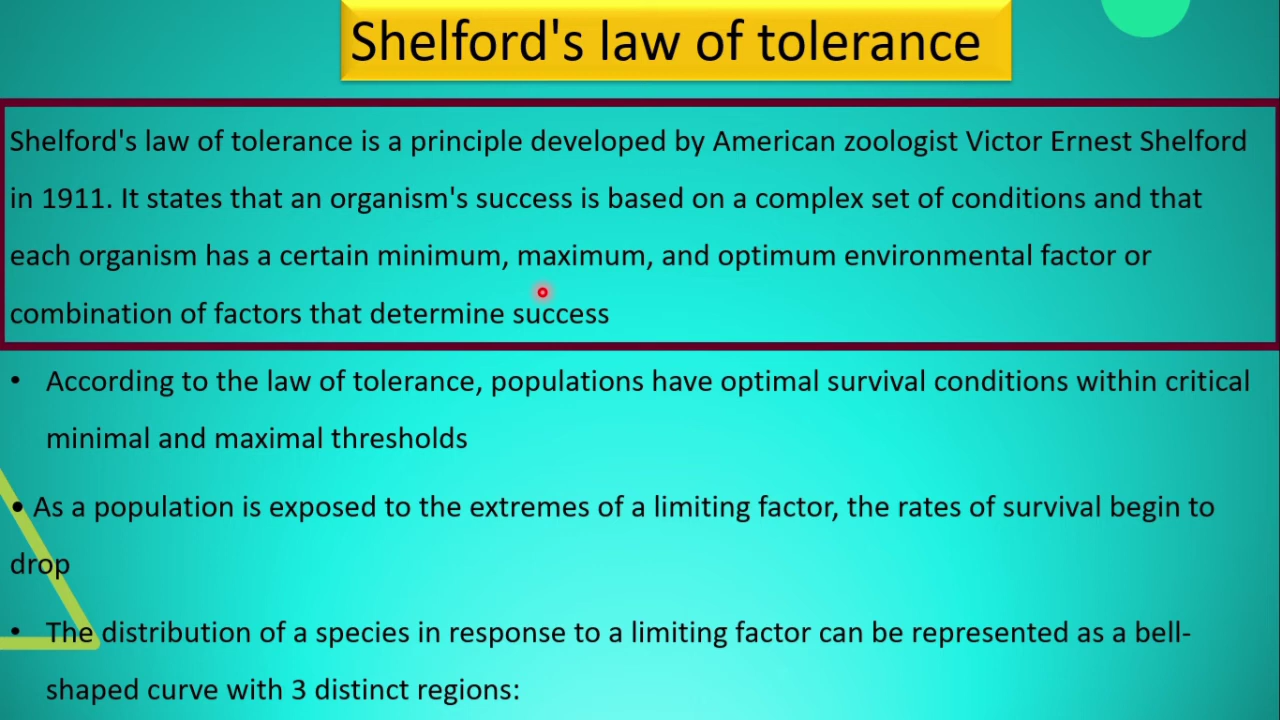 Shelford's law of tolerance
Shelford's law of tolerance is a principle developed by American zoologist Victor Ernest Shelford
in 1911. It states that an organism's success is based on a complex set of conditions and that
each organism has a certain minimum, maximum, and optimum environmental factor or
combination of factors that determine success
• According to the law of tolerance, populations have optimal survival conditions within critical
minimal and maximal thresholds
• As a population is exposed to the extremes of a limiting factor, the rates of survival begin to
drop
• The distribution of a species in response to a limiting factor can be represented as a bell-
shaped curve with 3 distinct regions: